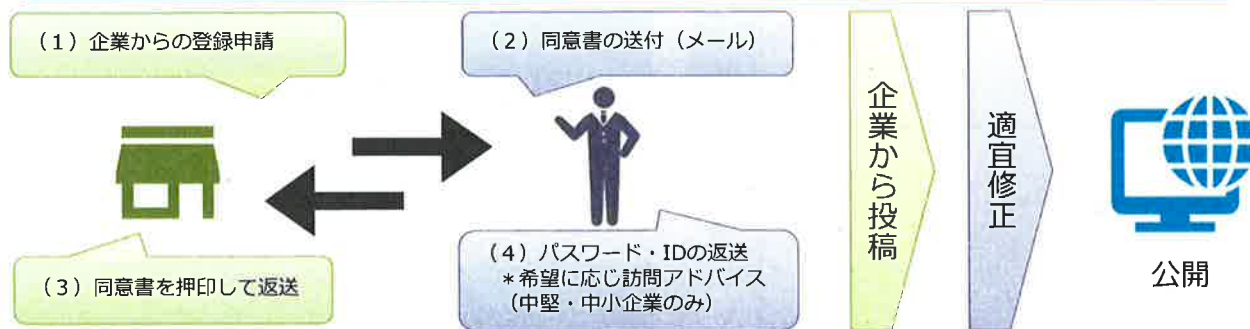 （1）企業からの登録申請
（2）同意書の送付（メール）
（3）同意書を押印して返送
（4）パスワード・IDの返送
＊希望に応じ訪問アドバイス
（中堅・中小企業のみ）
企業から投稿
適宜修正
公開